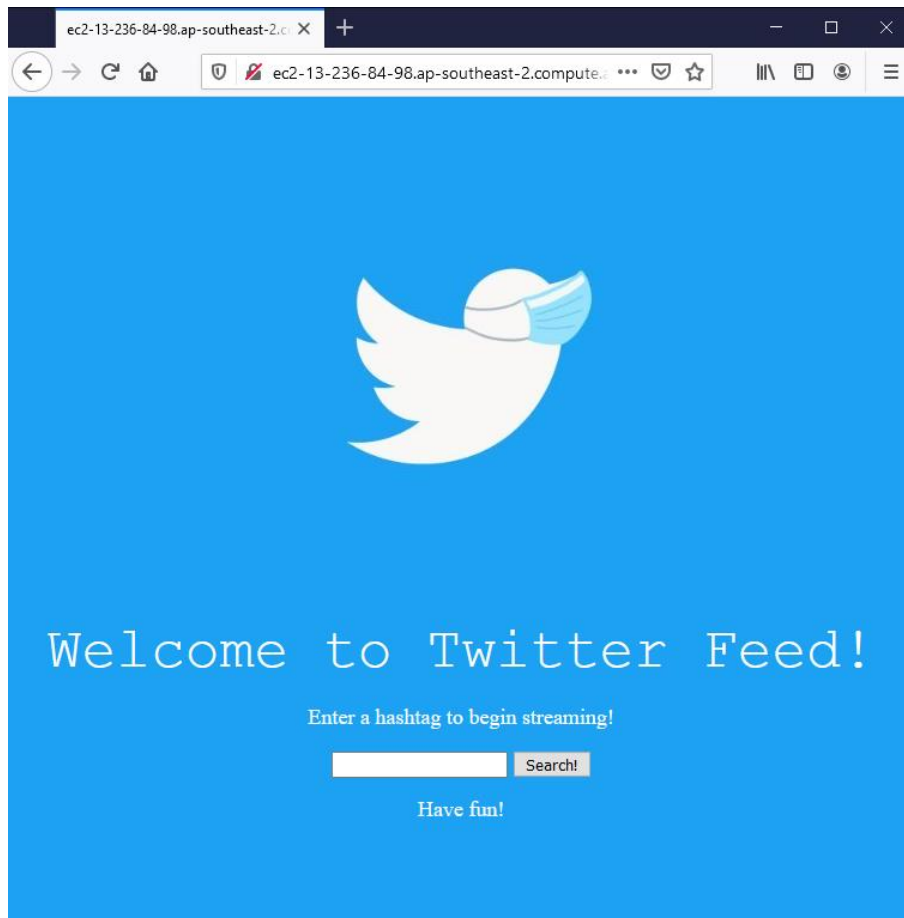 ec2-13-236-84-98.ap-southeast-2.c
ec2-13-236-84-98.ap-southeast-2.compute.
Welcome to Twitter Feed!
Enter a hashtag to begin streaming!
Search!
Have fun!